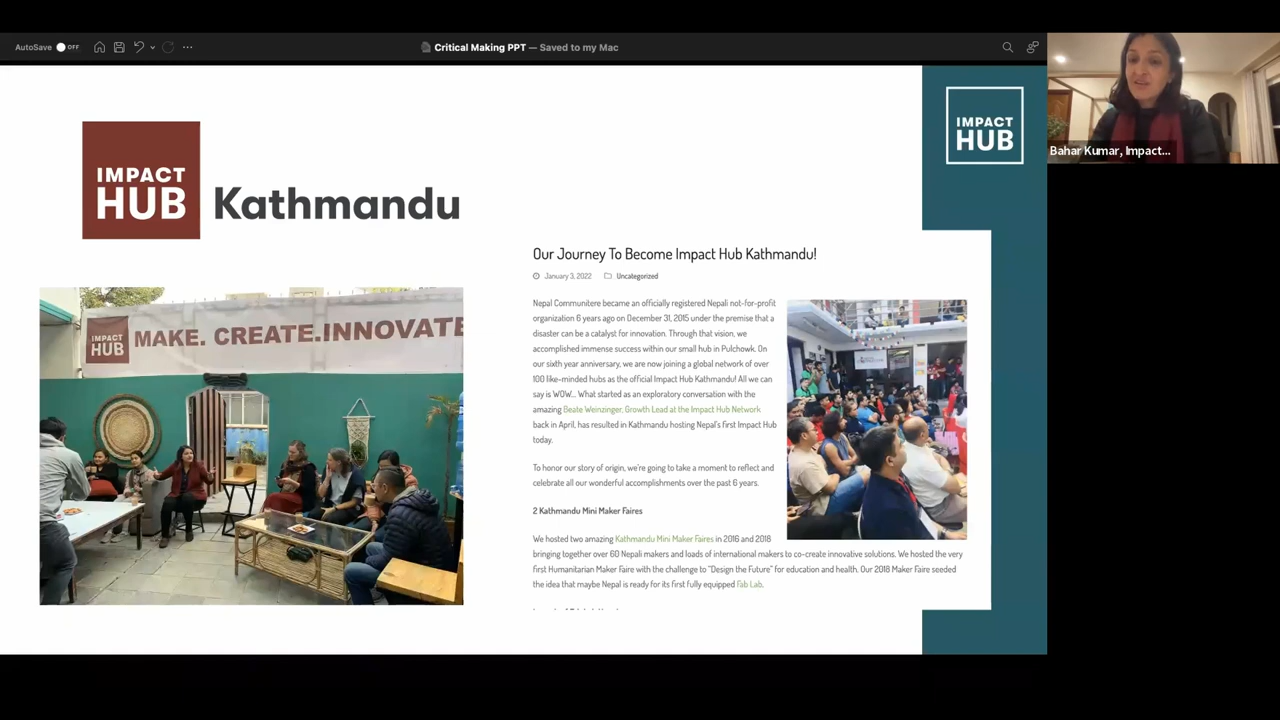 AutoSave OFF
Critical Making PPT — Saved to my Mac
IMPACT
HUB
Kathmandu
IMPACT
HUB
Bahar Kumar, Impact...
Our Journey To Become Impact Hub Kathmandu!
January 3, 2022 Uncategorized
Nepal Communitere became an officially registered Nepali not-for-profit
organization 6 years ago on December 31, 2015 under the premise that a
disaster can be a catalyst for innovation. Through that vision, we
accomplished immense success within our small hub in Pulchowk. On
our sixth year anniversary, we are now joining a global network of over
100 like-minded hubs as the official Impact Hub Kathmandu! All we can
say is WOW... What started as an exploratory conversation with the
amazing Beate Weinzinger, Growth Lead at the Impact Hub Network
back in April, has resulted in Kathmandu hosting Nepal's first Impact Hub
today.
To honor our story of origin, we're going to take a moment to reflect and
celebrate all our wonderful accomplishments over the past 6 years.
2 Kathmandu Mini Maker Faires
We hosted two amazing Kathmandu Mini Maker Faires in 2016 and 2018
bringing together over 60 Nepali makers and loads of international makers to co-create innovative solutions. We hosted the very
first Humanitarian Maker Faire with the challenge to "Design the Future" for education and health. Our 2018 Maker Faire seeded
the idea that maybe Nepal is ready for its first fully equipped Fab Lab.
IMPACT
HUB
MAKE. CREATE.INNOVATE